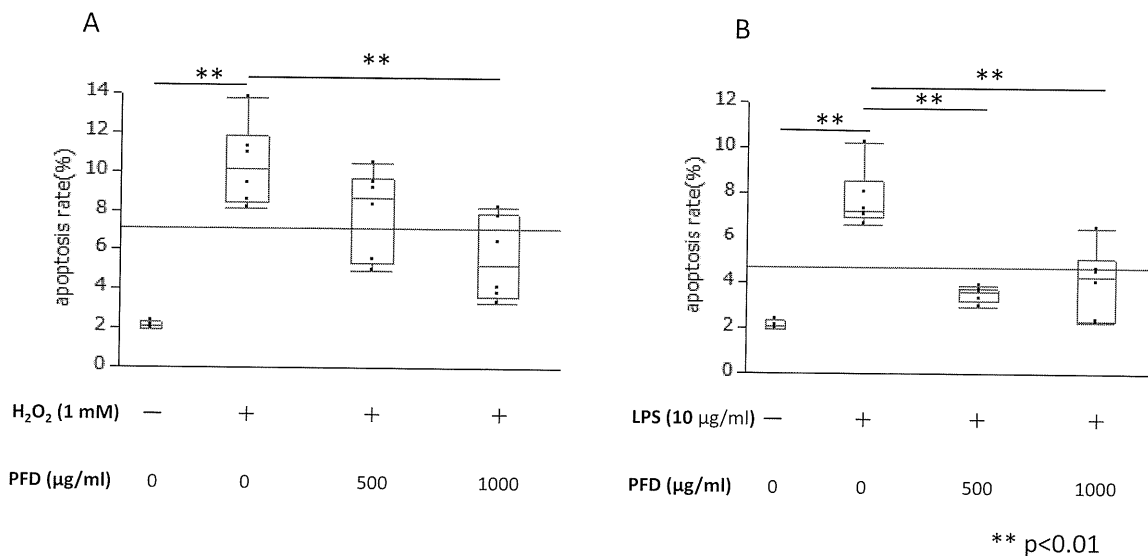 A
**
**
apoptosis rate(%)
14
12
10
8
6
4
2
0
H₂O₂ (1 mM) — + + +
PFD (µg/ml) 0 0 500 1000
B
**
**
**
apoptosis rate(%)
12
10
8
6
4
2
0
LPS (10 µg/ml) — + + +
PFD (µg/ml) 0 0 500 1000
** p<0.01